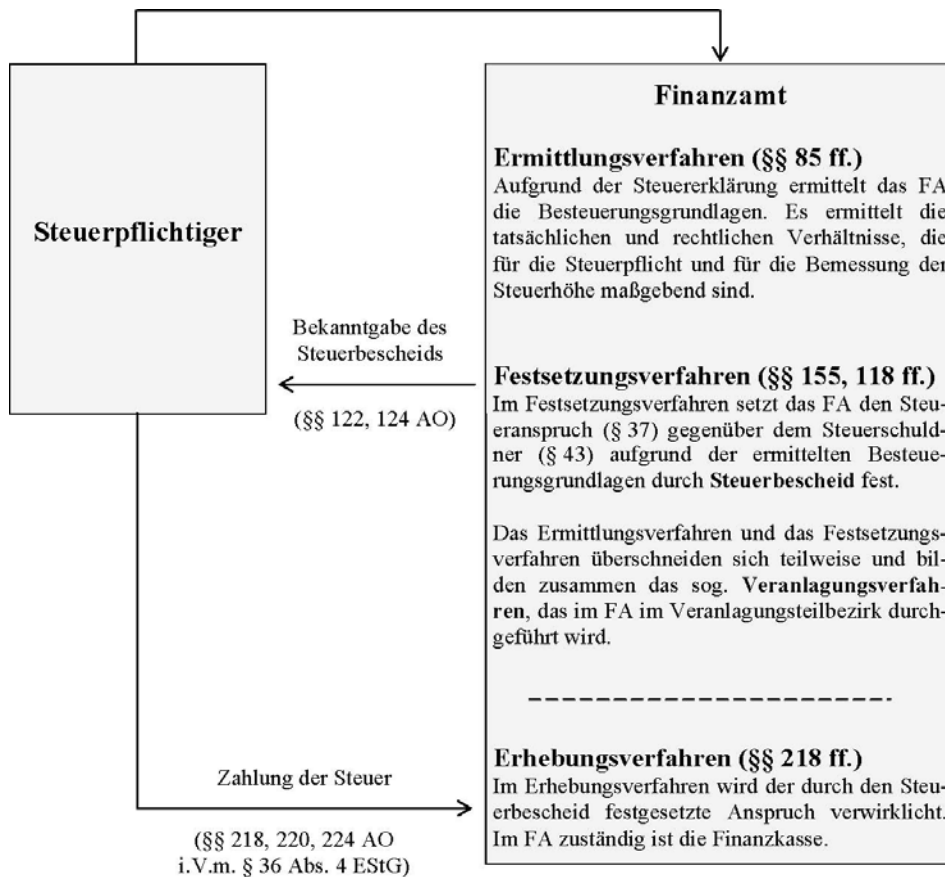 Steuerpflichtiger
Bekanntgabe des
Steuerbescheids
(§§ 122, 124 AO)
Zahlung der Steuer
(§§ 218, 220, 224 AO
i.V.m. § 36 Abs. 4 EStG)
Finanzamt
Ermittlungsverfahren (§§ 85 ff.)
Aufgrund der Steuererklärung ermittelt das FA
die Besteuerungsgrundlagen. Es ermittelt die
tatsächlichen und rechtlichen Verhältnisse, die
für die Steuerpflicht und für die Bemessung der
Steuerhöhe maßgebend sind.
Festsetzungsverfahren (§§ 155, 118 ff.)
Im Festsetzungsverfahren setzt das FA den Steu-
eranspruch (§ 37) gegenüber dem Steuerschuld-
ner (§ 43) aufgrund der ermittelten Besteue-
rungsgrundlagen durch Steuerbescheid fest.
Das Ermittlungsverfahren und das Festsetzungs-
verfahren überschneiden sich teilweise und bil-
den zusammen das sog. Veranlagungsverfah-
ren, das im FA im Veranlagungsteilbezirk durch-
geführt wird.
Erhebungsverfahren (§§ 218 ff.)
Im Erhebungsverfahren wird der durch den Steu-
erbescheid festgesetzte Anspruch verwirklicht.
Im FA zuständig ist die Finanzkasse.